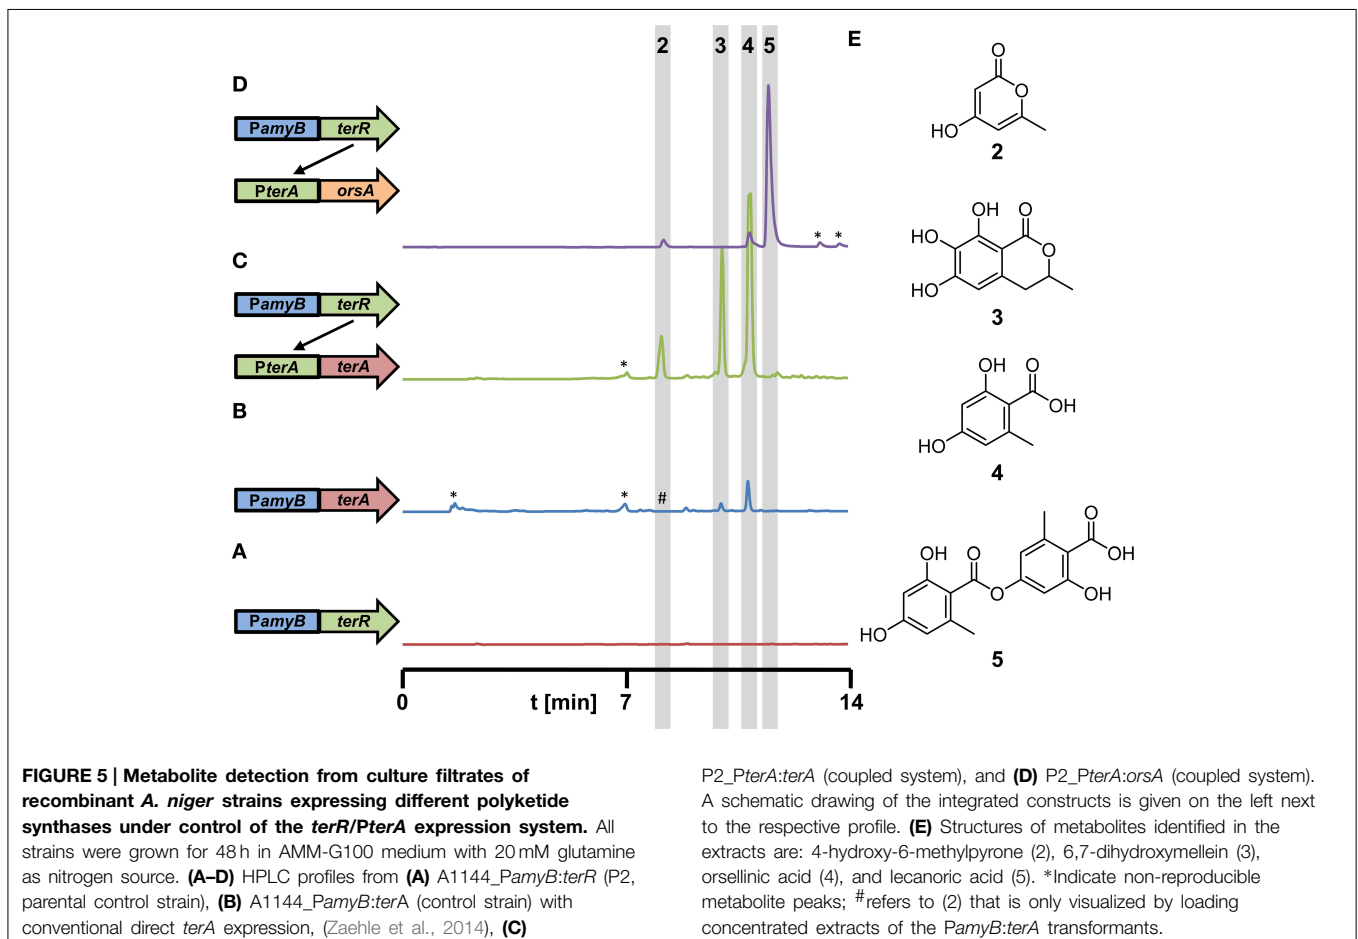 2 3 4 5
E
D
PamyB terR
PterA orsA
* *
C
PamyB terR
PterA terA
*
B
PamyB terA
* * #
A
PamyB terR
0 t [min] 7 14
O
O
HO
2
OH O
HO
O
HO
3
OH O
OH
HO
4
O
OH O
OH
O
OH
HO
5
FIGURE 5 | Metabolite detection from culture filtrates of
recombinant A. niger strains expressing different polyketide
synthases under control of the terR/PterA expression system. All
strains were grown for 48 h in AMM-G100 medium with 20 mM glutamine
as nitrogen source. (A–D) HPLC profiles from (A) A1144_PamyB:terR (P2,
parental control strain), (B) A1144_PamyB:terA (control strain) with
conventional direct terA expression, (Zaehle et al., 2014), (C)
P2_PterA:terA (coupled system), and (D) P2_PterA:orsA (coupled system).
A schematic drawing of the integrated constructs is given on the left next
to the respective profile. (E) Structures of metabolites identified in the
extracts are: 4-hydroxy-6-methylpyrone (2), 6,7-dihydroxymellein (3),
orsellinic acid (4), and lecanoric acid (5). *Indicate non-reproducible
metabolite peaks; #refers to (2) that is only visualized by loading
concentrated extracts of the PamyB:terA transformants.